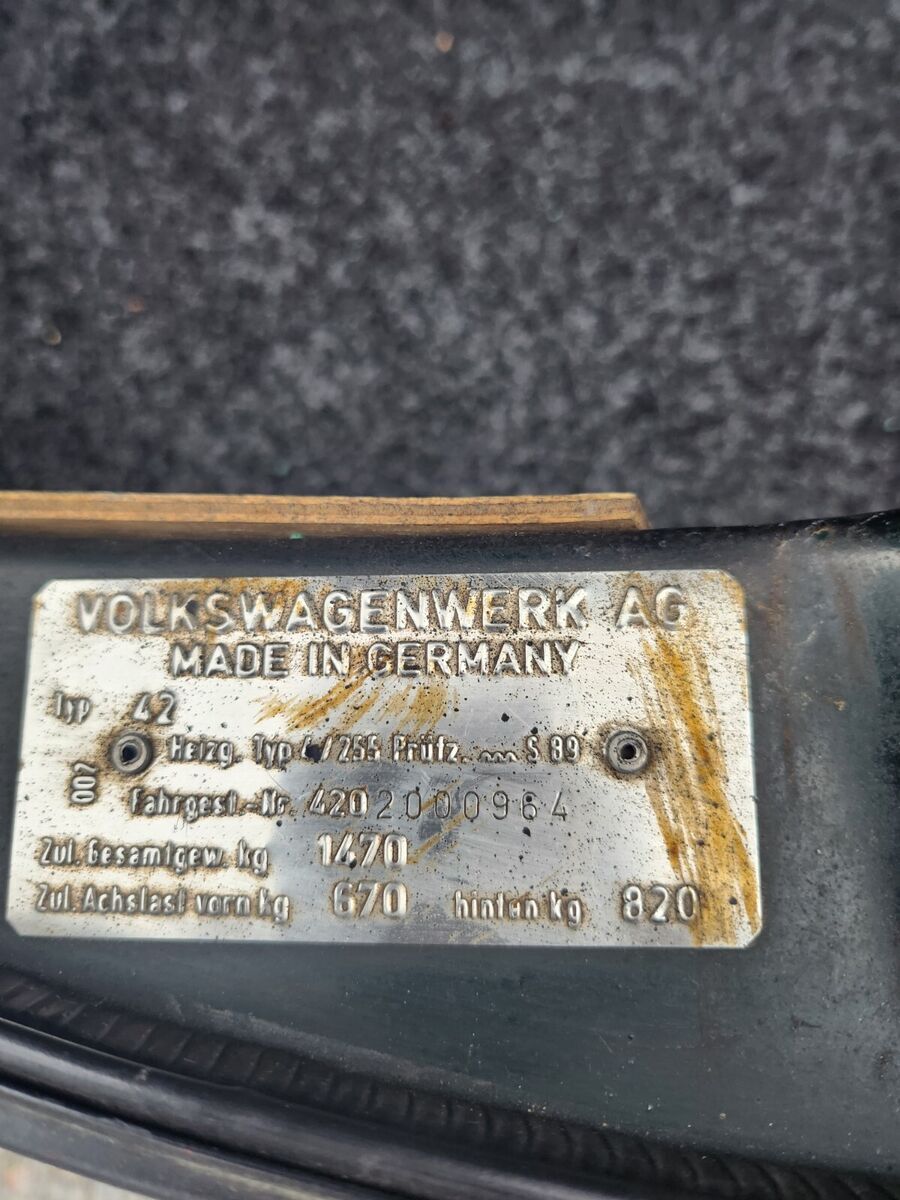 VOLKSWAGENWERK AG
MADE IN GERMANY
Typ 42
Heizg. Typ 4/255 Prüfz. ~~~ S 89
007
Fahrgest.-Nr. 4202000964
Zul. Gesamtgew. kg 1470
Zul. Achslast vorn kg 670 hinten kg 820